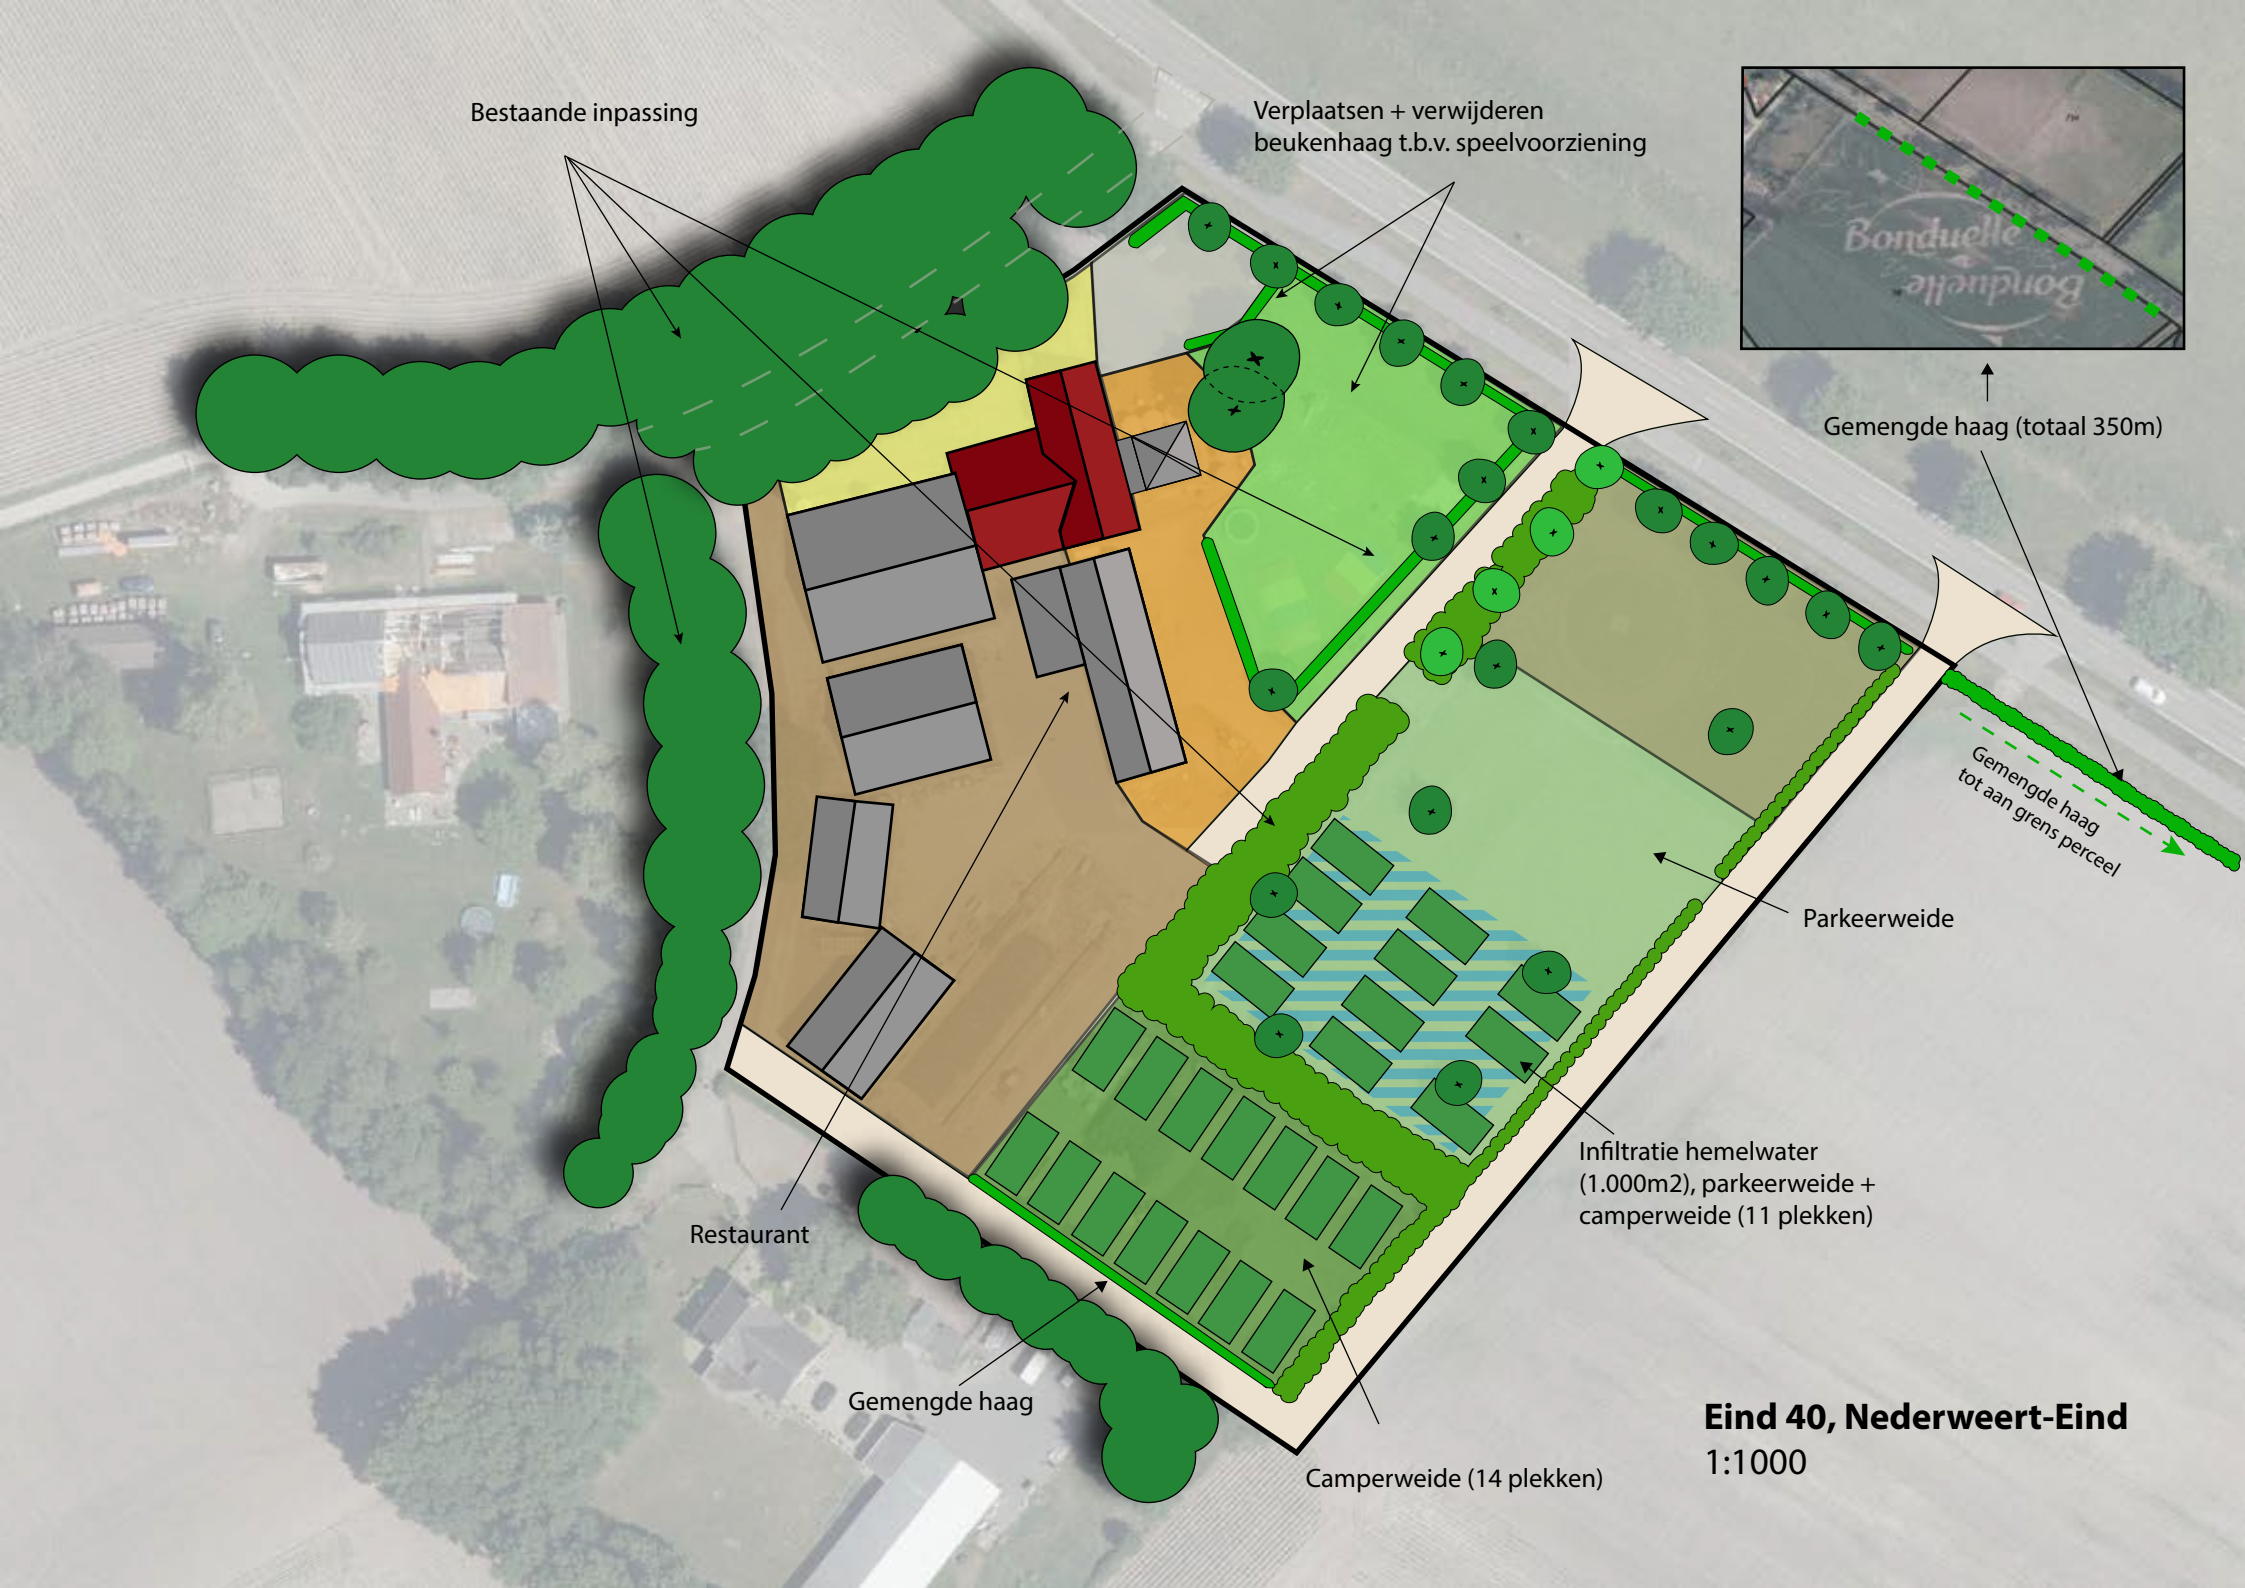 Bestaande inpassing
Verplaatsen + verwijderen
beukenhaag t.b.v. speelvoorziening
Bonduelle
Bonduelle
Gemengde haag (totaal 350m)
Gemengde haag
tot aan grens perceel
Parkeerweide
Infiltratie hemelwater
(1.000m2), parkeerweide +
camperweide (11 plekken)
Restaurant
Gemengde haag
Camperweide (14 plekken)
Eind 40, Nederweert-Eind
1:1000